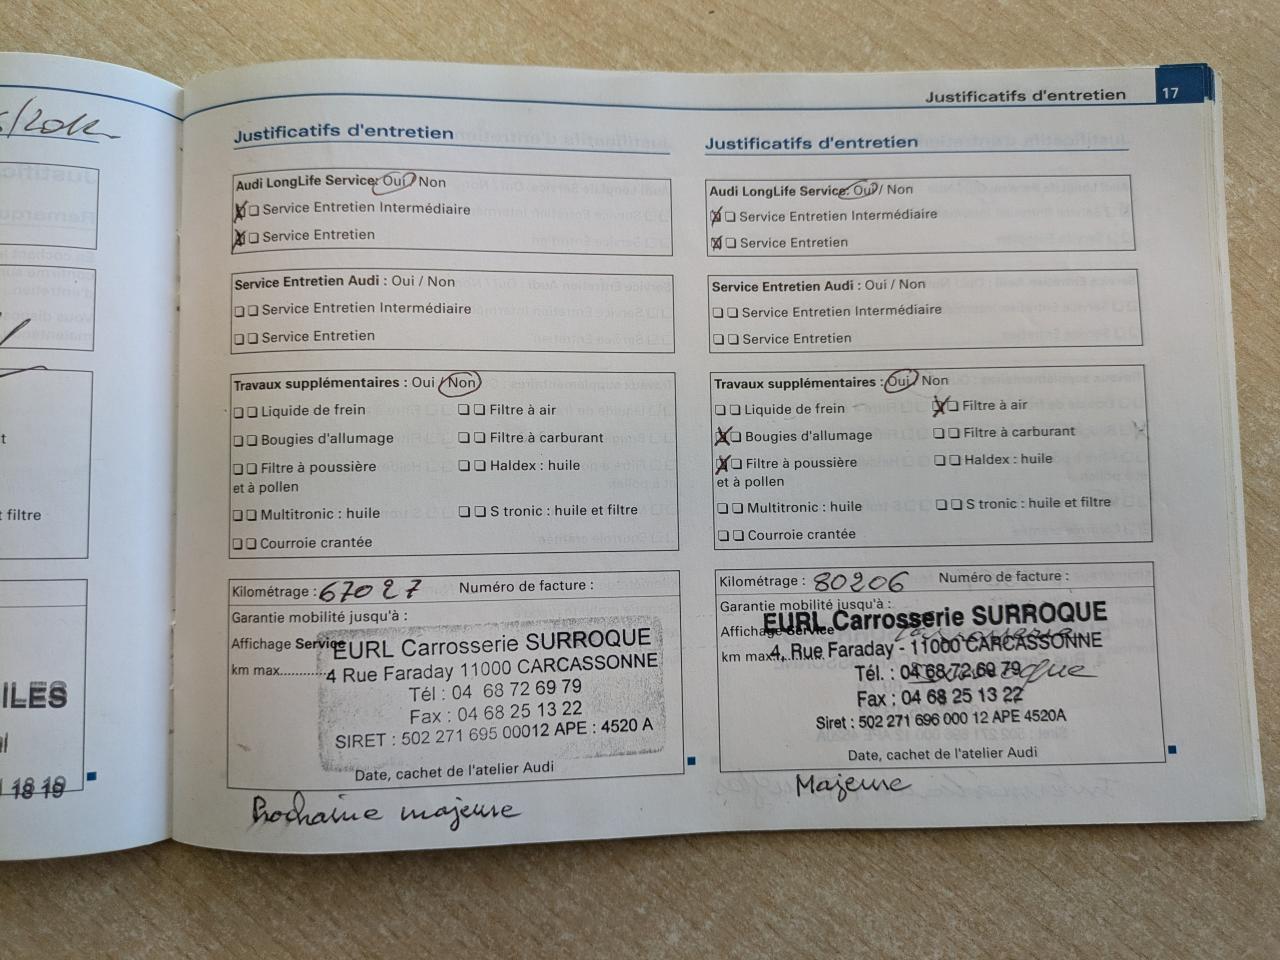 Justificatifs d'entretien 17
Justificatifs d'entretien
Audi LongLife Service: Oui / Non
❏ ❏ Service Entretien Intermédiaire
❏ ❏ Service Entretien
Service Entretien Audi : Oui / Non
❏ ❏ Service Entretien Intermédiaire
❏ ❏ Service Entretien
Travaux supplémentaires : Oui / Non
❏ ❏ Liquide de frein ❏ ❏ Filtre à air
❏ ❏ Bougies d'allumage ❏ ❏ Filtre à carburant
❏ ❏ Filtre à poussière ❏ ❏ Haldex : huile
et à pollen
❏ ❏ Multitronic : huile ❏ ❏ S tronic : huile et filtre
❏ ❏ Courroie crantée
Kilométrage : 67027 Numéro de facture :
Garantie mobilité jusqu'à :
Affichage Service
km max............
EURL Carrosserie SURROQUE
4 Rue Faraday 11000 CARCASSONNE
Tél : 04 68 72 69 79
Fax : 04 68 25 13 22
SIRET : 502 271 695 00012 APE : 4520 A
Date, cachet de l'atelier Audi
Prochaine majeure
Justificatifs d'entretien
Audi LongLife Service: Oui / Non
❏ ❏ Service Entretien Intermédiaire
❏ ❏ Service Entretien
Service Entretien Audi : Oui / Non
❏ ❏ Service Entretien Intermédiaire
❏ ❏ Service Entretien
Travaux supplémentaires : Oui / Non
❏ ❏ Liquide de frein ❏ ❏ Filtre à air
❏ ❏ Bougies d'allumage ❏ ❏ Filtre à carburant
❏ ❏ Filtre à poussière ❏ ❏ Haldex : huile
et à pollen
❏ ❏ Multitronic : huile ❏ ❏ S tronic : huile et filtre
❏ ❏ Courroie crantée
Kilométrage : 80206 Numéro de facture :
Garantie mobilité jusqu'à :
Affichage Service Carrosserie
km max.. Surroque
EURL Carrosserie SURROQUE
4, Rue Faraday - 11000 CARCASSONNE
Tél. : 04 68 72 69 79
Fax : 04 68 25 13 22
Siret : 502 271 696 000 12 APE 4520A
Date, cachet de l'atelier Audi
Majeure
t
et filtre
ILES
18 19